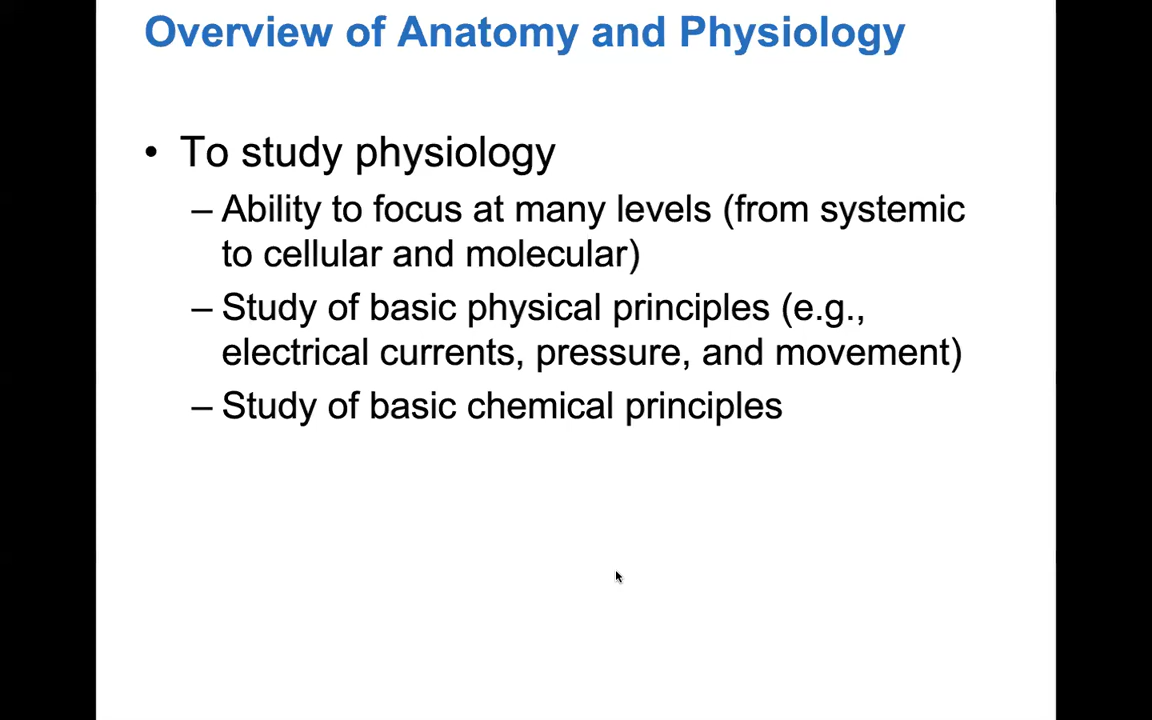 Overview of Anatomy and Physiology
• To study physiology
– Ability to focus at many levels (from systemic
to cellular and molecular)
– Study of basic physical principles (e.g.,
electrical currents, pressure, and movement)
– Study of basic chemical principles